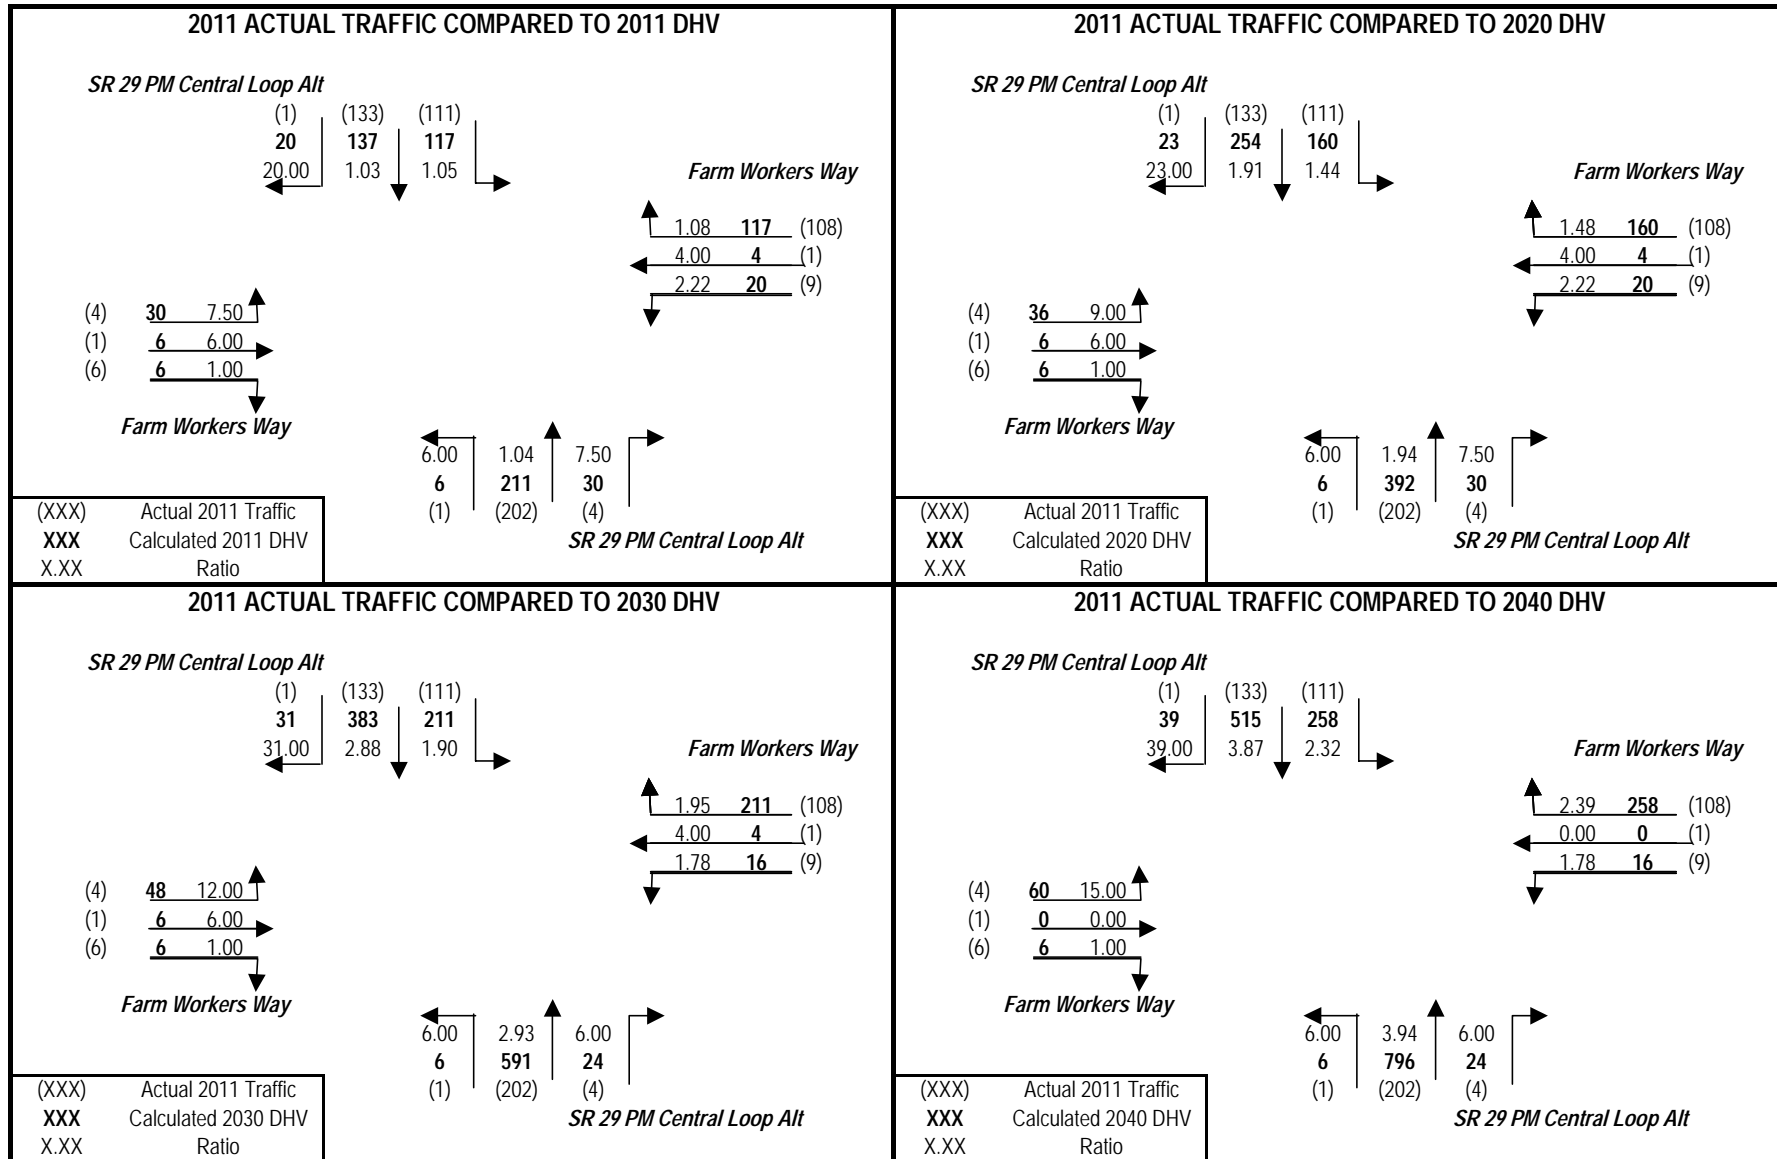 2011 ACTUAL TRAFFIC COMPARED TO 2011 DHV
SR 29 PM Central Loop Alt
(1) (133) (111)
20 137 117
20.00 1.03 1.05
Farm Workers Way
1.08 117 (108)
4.00 4 (1)
2.22 20 (9)
(4) 30 7.50
(1) 6 6.00
(6) 6 1.00
Farm Workers Way
6.00 1.04 7.50
6 211 30
(1) (202) (4)
SR 29 PM Central Loop Alt
(XXX) Actual 2011 Traffic
XXX Calculated 2011 DHV
X.XX Ratio
2011 ACTUAL TRAFFIC COMPARED TO 2020 DHV
SR 29 PM Central Loop Alt
(1) (133) (111)
23 254 160
23.00 1.91 1.44
Farm Workers Way
1.48 160 (108)
4.00 4 (1)
2.22 20 (9)
(4) 36 9.00
(1) 6 6.00
(6) 6 1.00
Farm Workers Way
6.00 1.94 7.50
6 392 30
(1) (202) (4)
SR 29 PM Central Loop Alt
(XXX) Actual 2011 Traffic
XXX Calculated 2020 DHV
X.XX Ratio
2011 ACTUAL TRAFFIC COMPARED TO 2030 DHV
SR 29 PM Central Loop Alt
(1) (133) (111)
31 383 211
31.00 2.88 1.90
Farm Workers Way
1.95 211 (108)
4.00 4 (1)
1.78 16 (9)
(4) 48 12.00
(1) 6 6.00
(6) 6 1.00
Farm Workers Way
6.00 2.93 6.00
6 591 24
(1) (202) (4)
SR 29 PM Central Loop Alt
(XXX) Actual 2011 Traffic
XXX Calculated 2030 DHV
X.XX Ratio
2011 ACTUAL TRAFFIC COMPARED TO 2040 DHV
SR 29 PM Central Loop Alt
(1) (133) (111)
39 515 258
39.00 3.87 2.32
Farm Workers Way
2.39 258 (108)
0.00 0 (1)
1.78 16 (9)
(4) 60 15.00
(1) 0 0.00
(6) 6 1.00
Farm Workers Way
6.00 3.94 6.00
6 796 24
(1) (202) (4)
SR 29 PM Central Loop Alt
(XXX) Actual 2011 Traffic
XXX Calculated 2040 DHV
X.XX Ratio